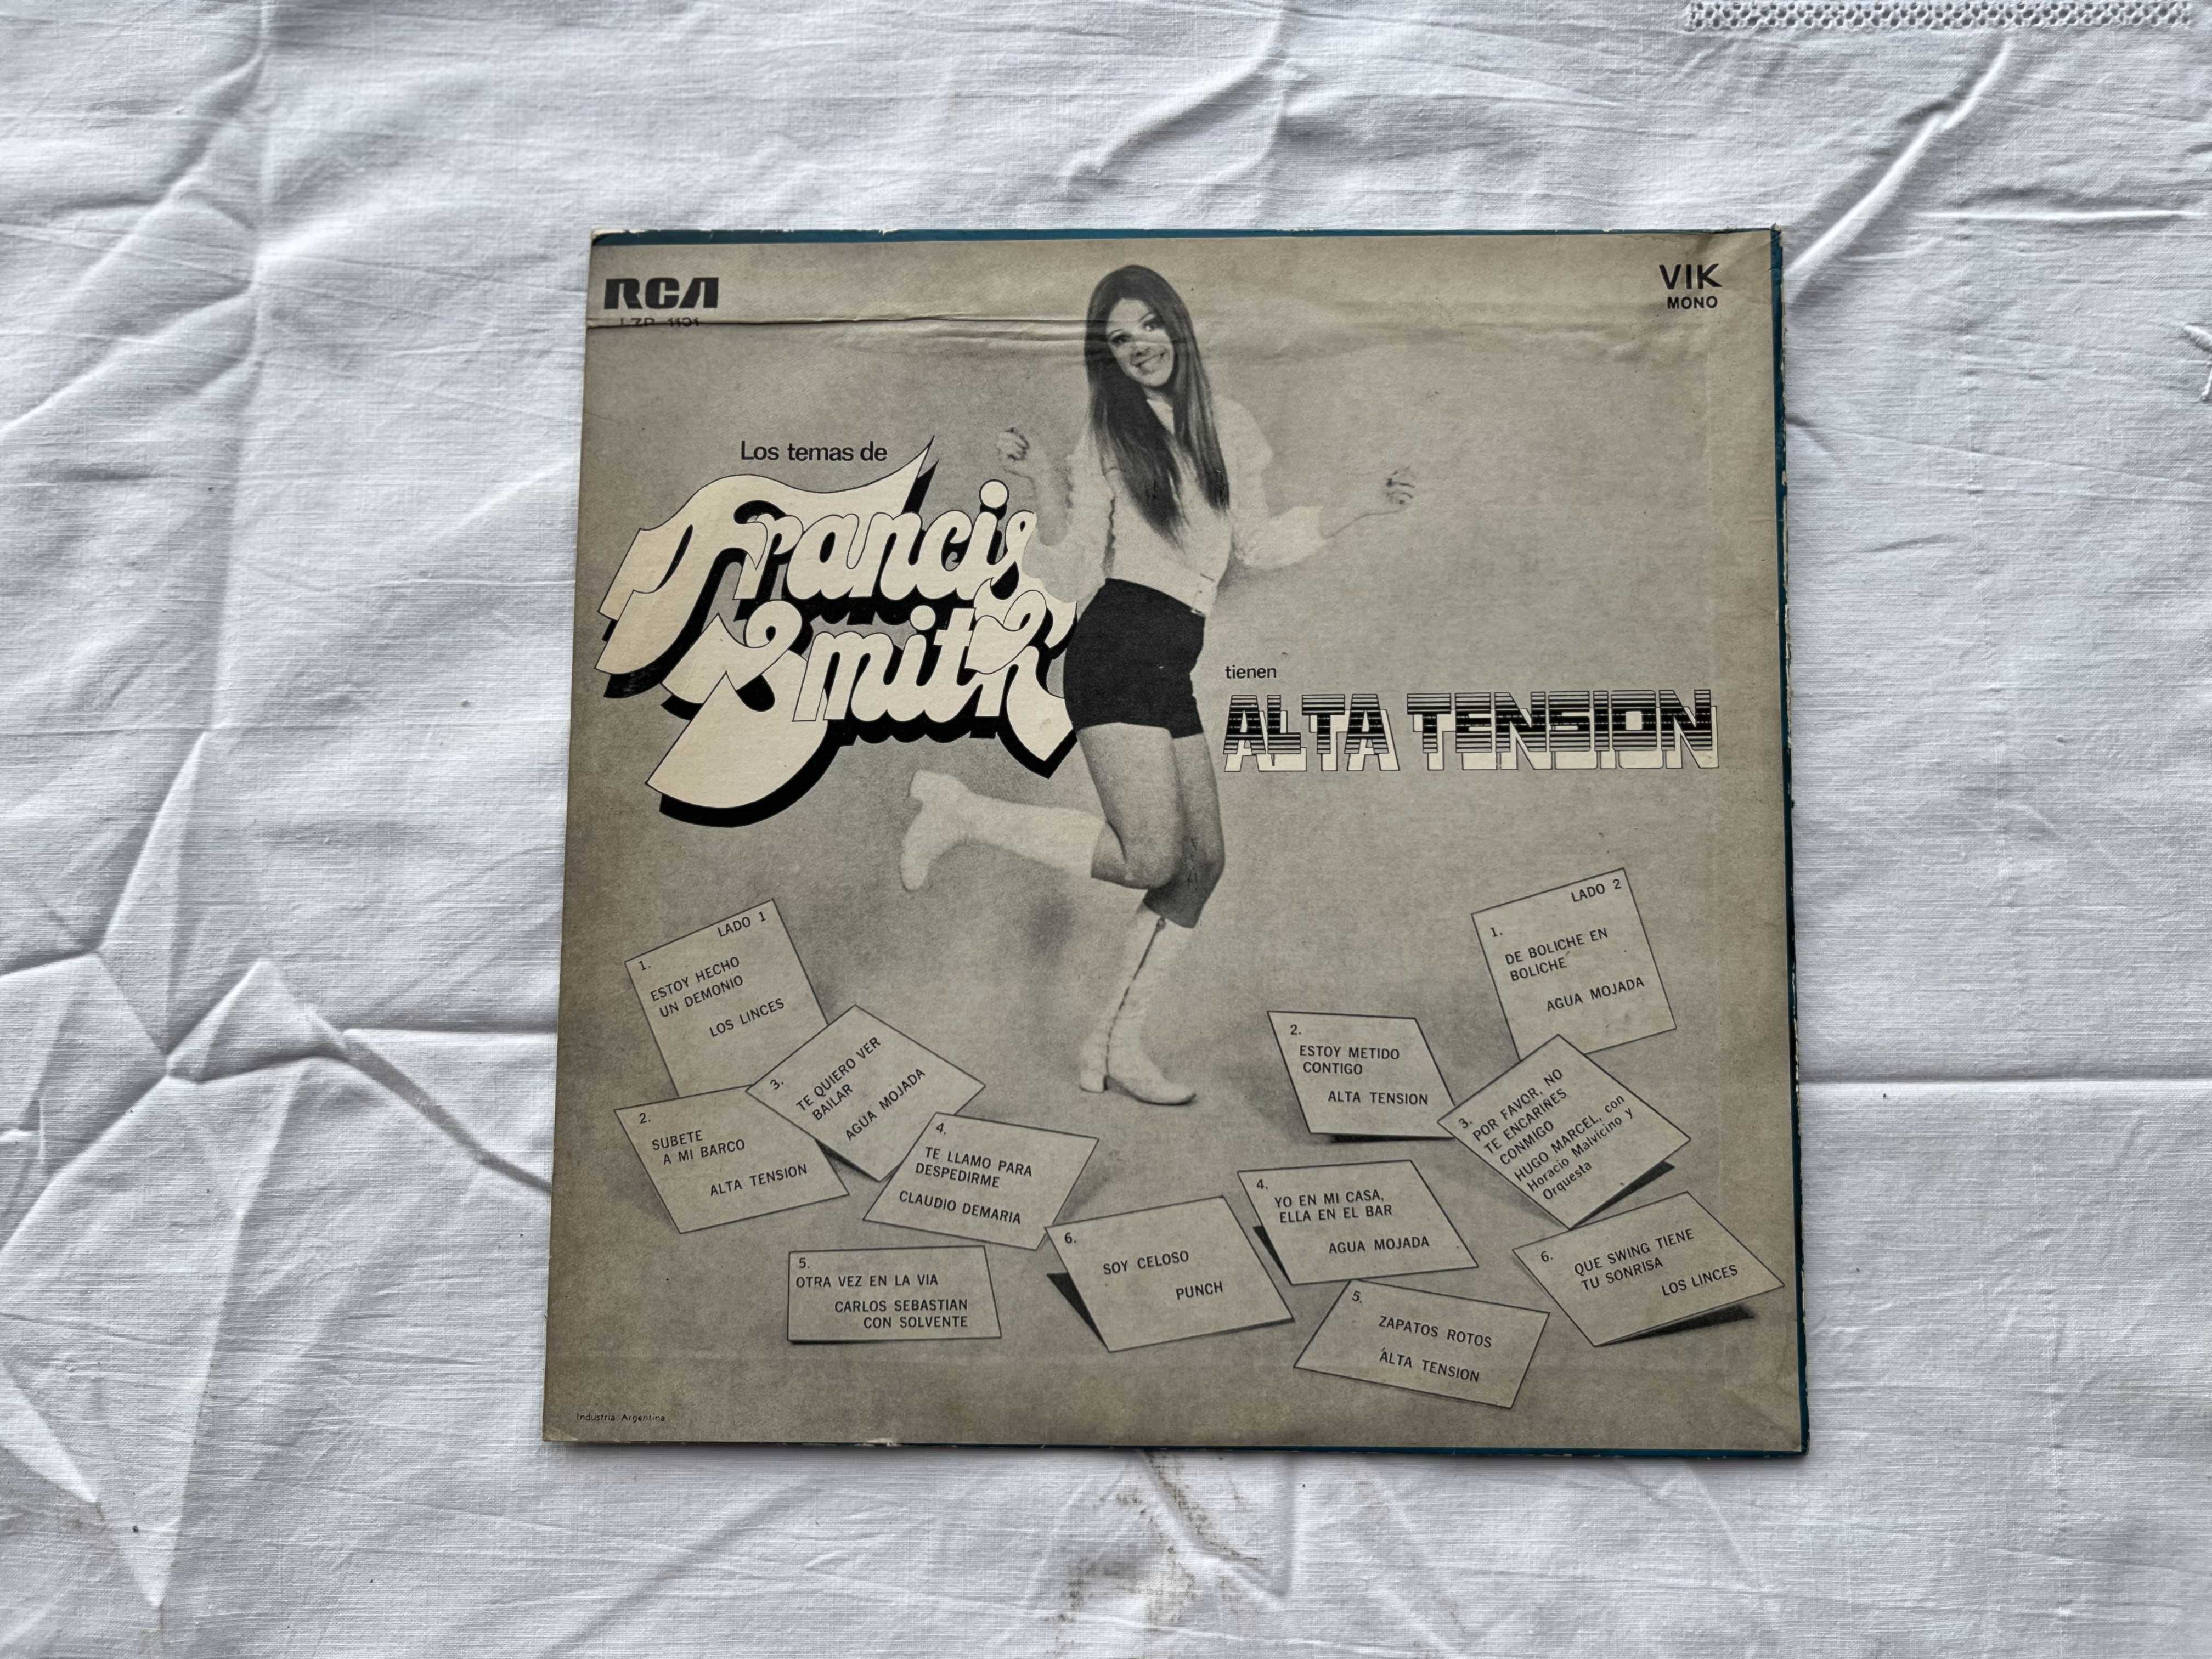 RCA
LZP 1191
VIK
MONO
Los temas de
Francis
Smith
tienen
ALTA TENSION
LADO 1
1.
ESTOY HECHO
UN DEMONIO
LOS LINCES
2.
SUBETE
A MI BARCO
ALTA TENSION
3.
TE QUIERO VER
BAILAR
AGUA MOJADA
4.
TE LLAMO PARA
DESPEDIRME
CLAUDIO DEMARIA
5.
OTRA VEZ EN LA VIA
CARLOS SEBASTIAN
CON SOLVENTE
6.
SOY CELOSO
PUNCH
LADO 2
1.
DE BOLICHE EN
BOLICHE
AGUA MOJADA
2.
ESTOY METIDO
CONTIGO
ALTA TENSION
3.
POR FAVOR, NO
TE ENCARIÑES
CONMIGO
HUGO MARCEL, con
Horacio Malvicino y
Orquesta
4.
YO EN MI CASA,
ELLA EN EL BAR
AGUA MOJADA
5.
ZAPATOS ROTOS
ALTA TENSION
6.
QUE SWING TIENE
TU SONRISA
LOS LINCES
Industria Argentina